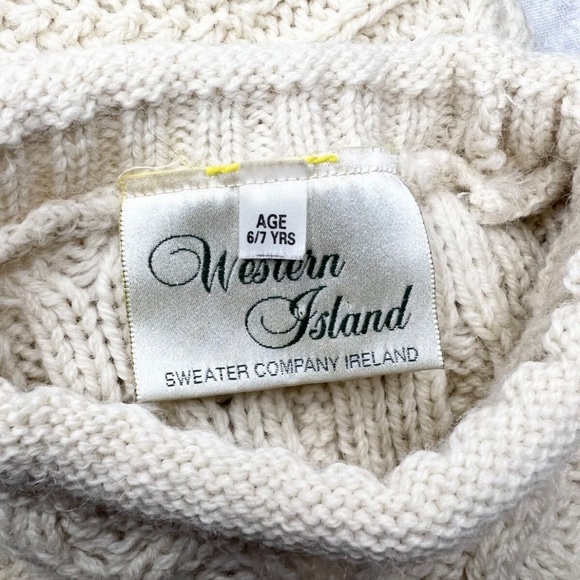 AGE
6/7 YRS
Western
Island
SWEATER COMPANY IRELAND